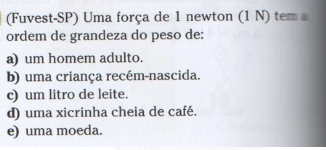 (Fuvest-SP) Uma força de 1 newton (1 N) tem a
ordem de grandeza do peso de:
a) um homem adulto.
b) uma criança recém-nascida.
c) um litro de leite.
d) uma xicrinha cheia de café.
e) uma moeda.